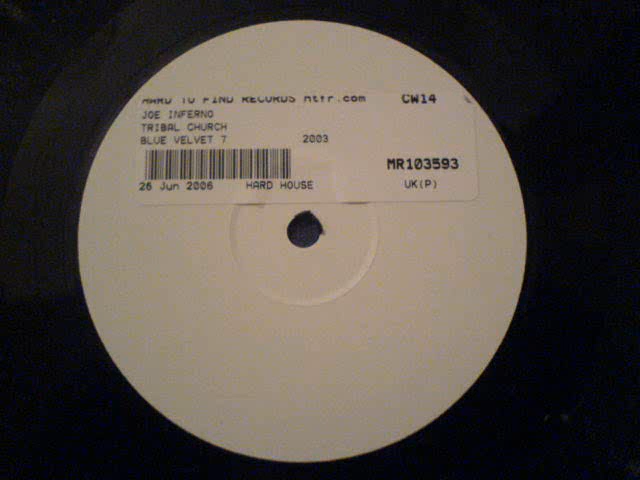 HARD TO FIND RECORDS htfr.com CW14
JOE INFERNO
TRIBAL CHURCH
BLUE VELVET 7 2003
MR103593
26 Jun 2006 HARD HOUSE UK(P)